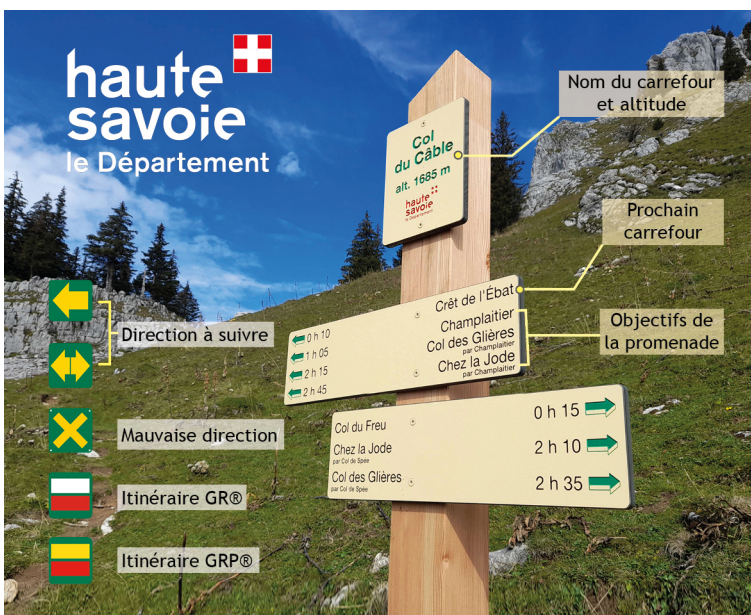 haute
savoie
le Département
Nom du carrefour
et altitude
Col
du Câble
alt. 1685 m
haute
savoie
le Département
Prochain
carrefour
0 h 10 Crêt de l'Ébat
1 h 05 Champlaitier
2 h 15 Col des Glières
par Champlaitier
2 h 45 Chez la Jode
par Champlaitier
Objectifs de
la promenade
Direction à suivre
Col du Freu 0 h 15
Chez la Jode 2 h 10
par Col de Spée
Col des Glières 2 h 35
par Col de Spée
Mauvaise direction
Itinéraire GR®
Itinéraire GRP®